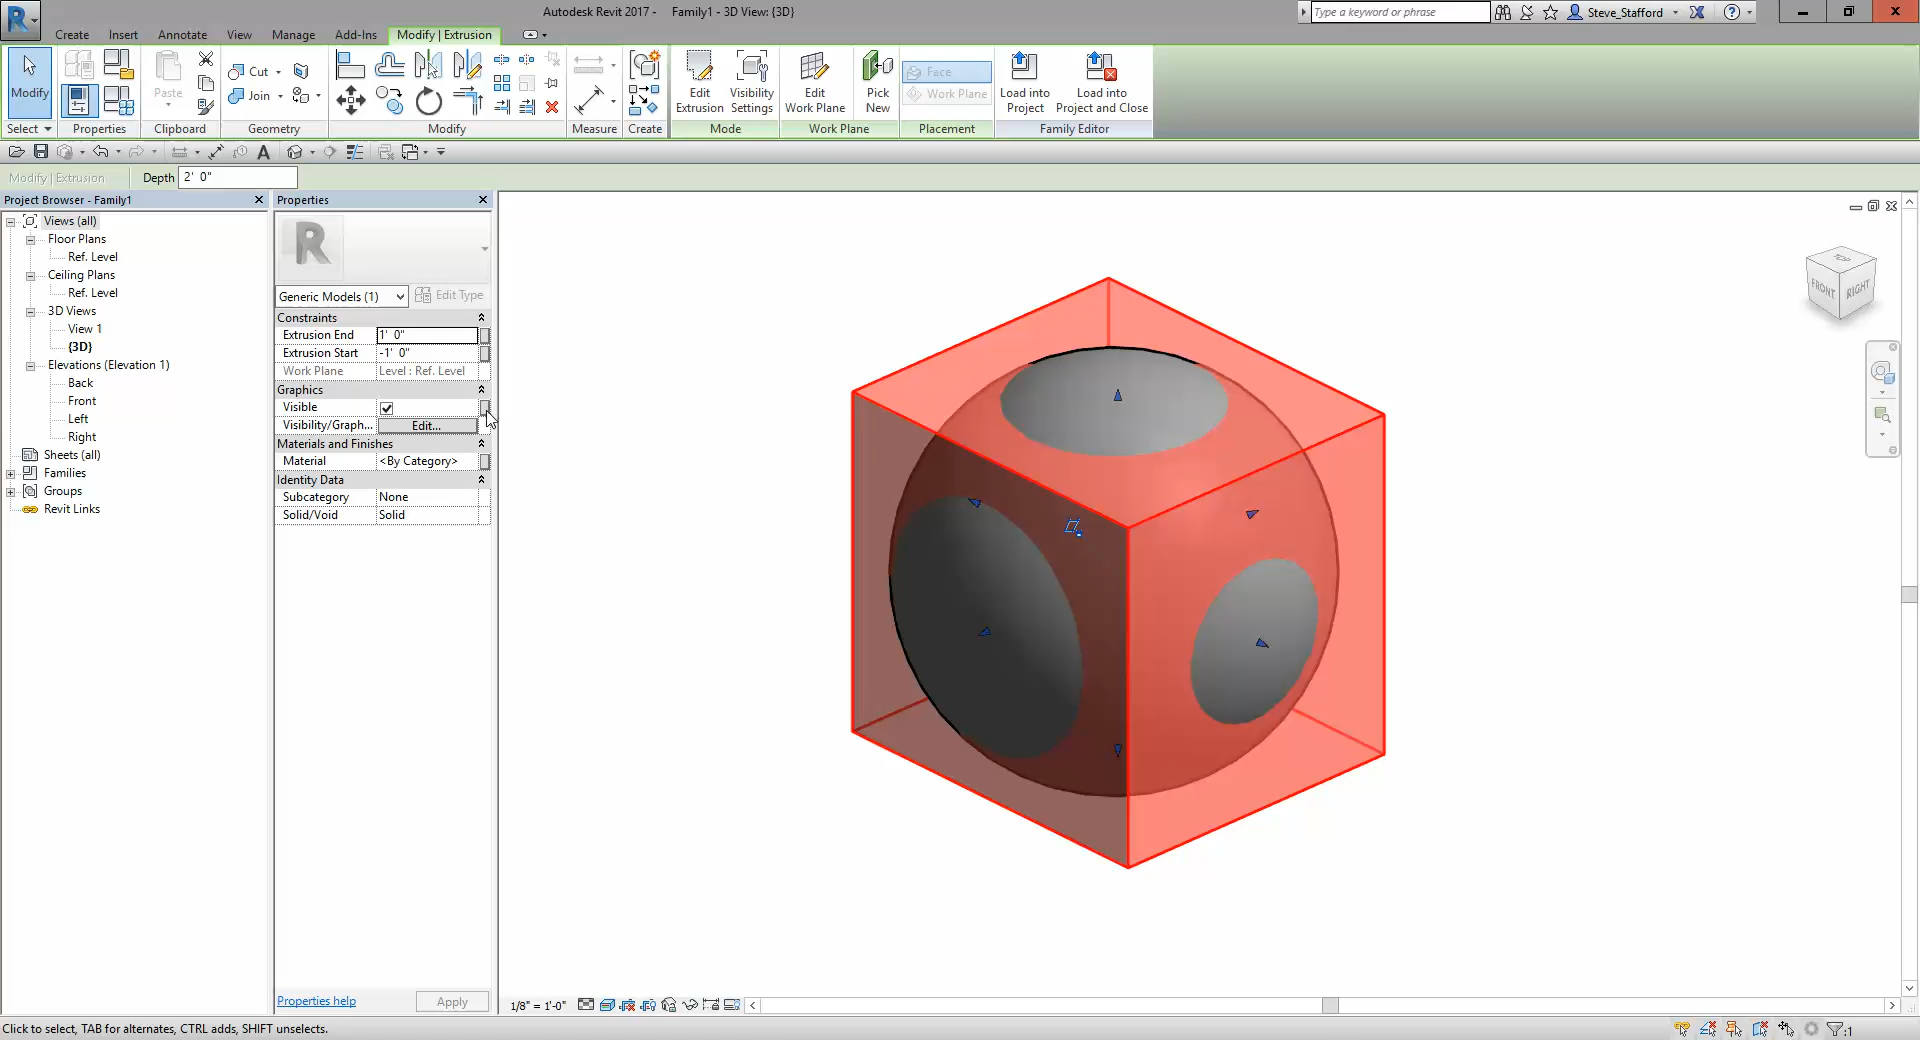 Autodesk Revit 2017 - Family1 - 3D View: {3D}
Type a keyword or phrase
Steve_Stafford
Create Insert Annotate View Manage Add-Ins Modify | Extrusion
Modify
Paste
Cut
Join
Edit Extrusion
Visibility Settings
Edit Work Plane
Pick New
Face
Work Plane
Load into Project
Load into Project and Close
Select Properties Clipboard Geometry Modify Measure Create Mode Work Plane Placement Family Editor
A
Modify | Extrusion
Depth 2' 0"
Project Browser - Family1
Views (all)
Floor Plans
Ref. Level
Ceiling Plans
Ref. Level
3D Views
View 1
{3D}
Elevations (Elevation 1)
Back
Front
Left
Right
Sheets (all)
Families
Groups
Revit Links
Properties
R
Generic Models (1)
Edit Type
Constraints
Extrusion End 1' 0"
Extrusion Start -1' 0"
Work Plane Level : Ref. Level
Graphics
Visible
Visibility/Graph... Edit...
Materials and Finishes
Material <By Category>
Identity Data
Subcategory None
Solid/Void Solid
Properties help
Apply
TOP
FRONT
RIGHT
1/8" = 1'-0"
Click to select, TAB for alternates, CTRL adds, SHIFT unselects.
:1